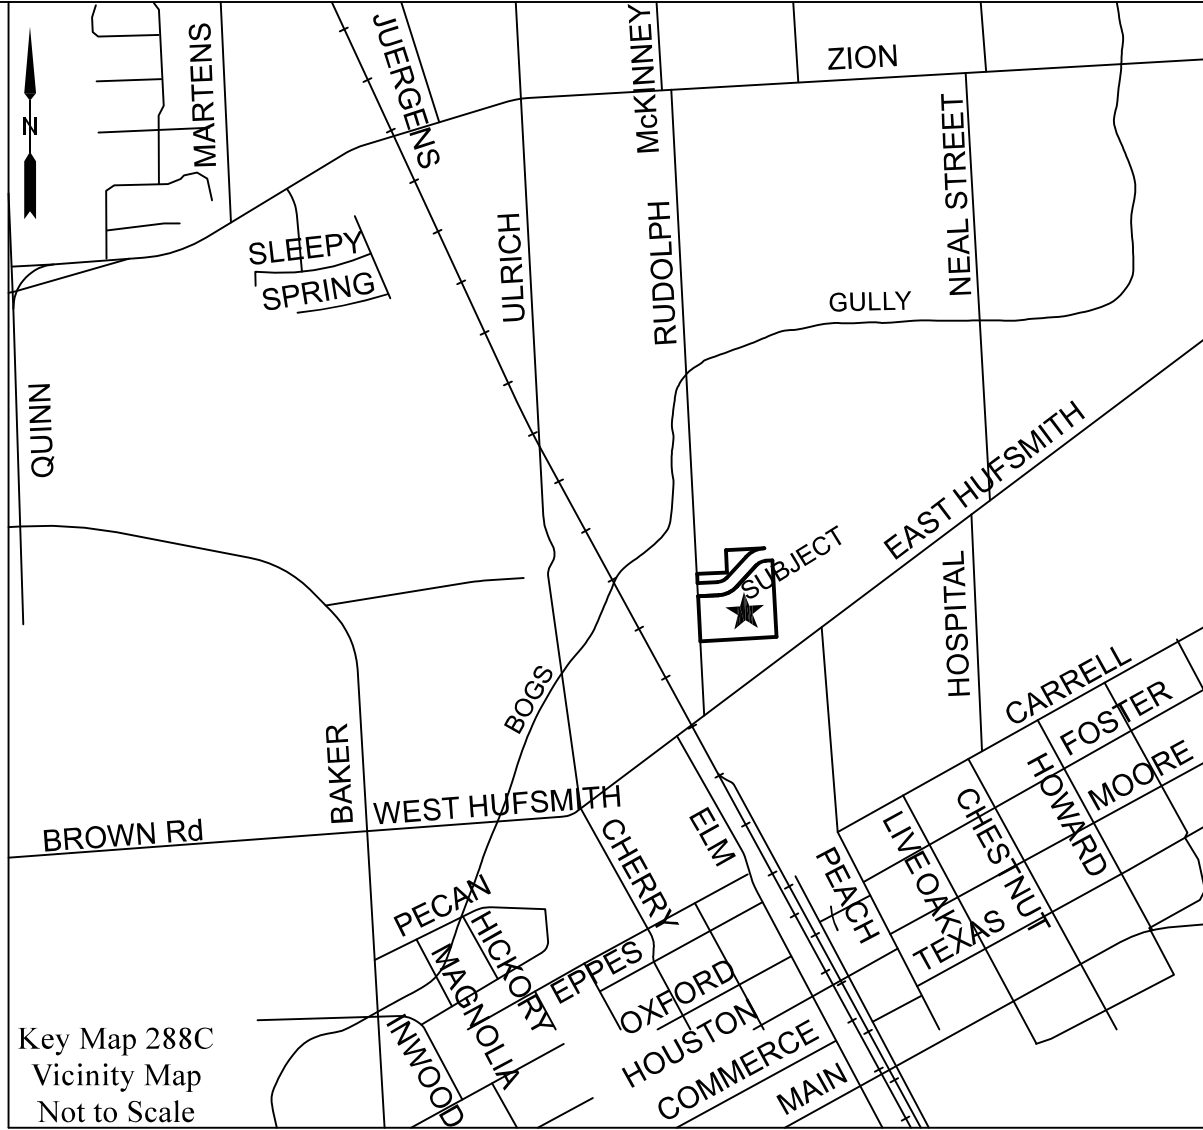 ZION
McKINNEY
JUERGENS
MARTENS
N
NEAL STREET
RUDOLPH
ULRICH
SLEEPY
SPRING
GULLY
QUINN
EAST HUFSMITH
SUBJECT
HOSPITAL
CARRELL
FOSTER
BOGS
BAKER
HOWARD
MOORE
WEST HUFSMITH
BROWN Rd
ELM
CHERRY
CHESTNUT
LIVEOAK
PEACH
PECAN
HICKORY
MAGNOLIA
EPPES
TEXAS
OXFORD
HOUSTON
INWOOD
COMMERCE
MAIN
Key Map 288C
Vicinity Map
Not to Scale